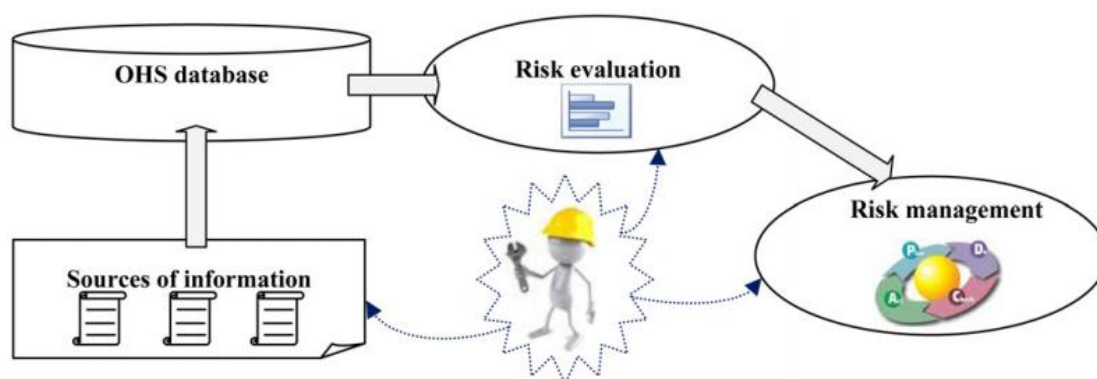 OHS database
Risk evaluation
Risk management
Sources of information
P
D
A
C